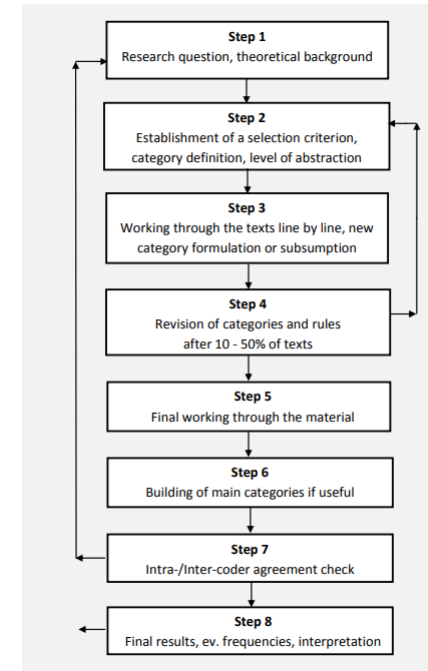 Step 1
Research question, theoretical background
Step 2
Establishment of a selection criterion,
category definition, level of abstraction
Step 3
Working through the texts line by line, new
category formulation or subsumption
Step 4
Revision of categories and rules
after 10 - 50% of texts
Step 5
Final working through the material
Step 6
Building of main categories if useful
Step 7
Intra-/Inter-coder agreement check
Step 8
Final results, ev. frequencies, interpretation